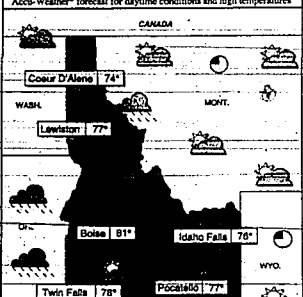 Accu-Weather® forecast for daytime conditions and high temperatures
CANADA
Coeur D'Alene 74°
WASH.
MONT.
Lewiston 77°
ORE.
Boise 81°
Idaho Falls 76°
WYO.
Twin Falls 78°
Pocatello 77°